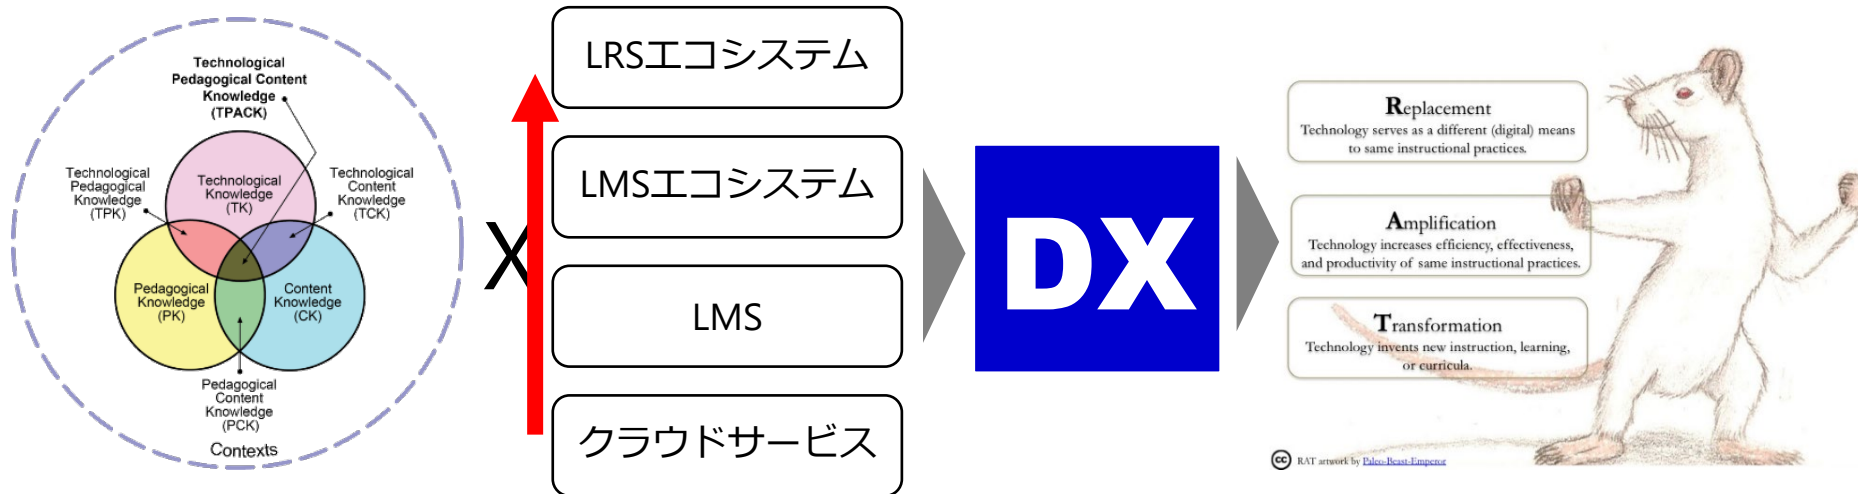 Technological
Pedagogical Content
Knowledge
(TPACK)
Technological
Pedagogical
Knowledge
(TPK)
Technological
Knowledge
(TK)
Technological
Content
Knowledge
(TCK)
Pedagogical
Knowledge
(PK)
Content
Knowledge
(CK)
Pedagogical
Content
Knowledge
(PCK)
Contexts
X
LRSエコシステム
LMSエコシステム
LMS
クラウドサービス
DX
Replacement
Technology serves as a different (digital) means
to same instructional practices.
Amplification
Technology increases efficiency, effectiveness,
and productivity of same instructional practices.
Transformation
Technology invents new instruction, learning,
or curricula.
cc RAT artwork by Paleo-Beast-Emperor